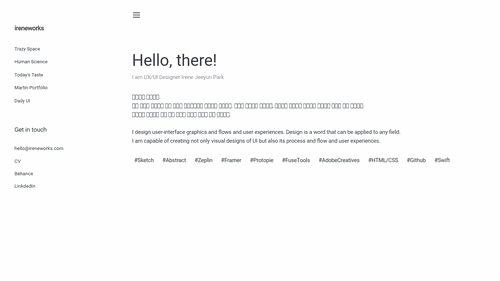 ireneworks
Trazy Space
Human Science
Today's Taste
Martin Portfolio
Daily UI
Get in touch
hello@ireneworks.com
CV
Behance
LinkdedIn
Hello, there!
I am UX/UI Designer Irene Jeeyun Park
I design user-interface graphics and flows and user experiences. Design is a word that can be applied to any field.
I am capable of creating not only visual designs of UI but also its process and flow and user experiences.
#Sketch #Abstract #Zeplin #Framer #Protopie #FuseTools #AdobeCreatives #HTML/CSS #Github #Swift